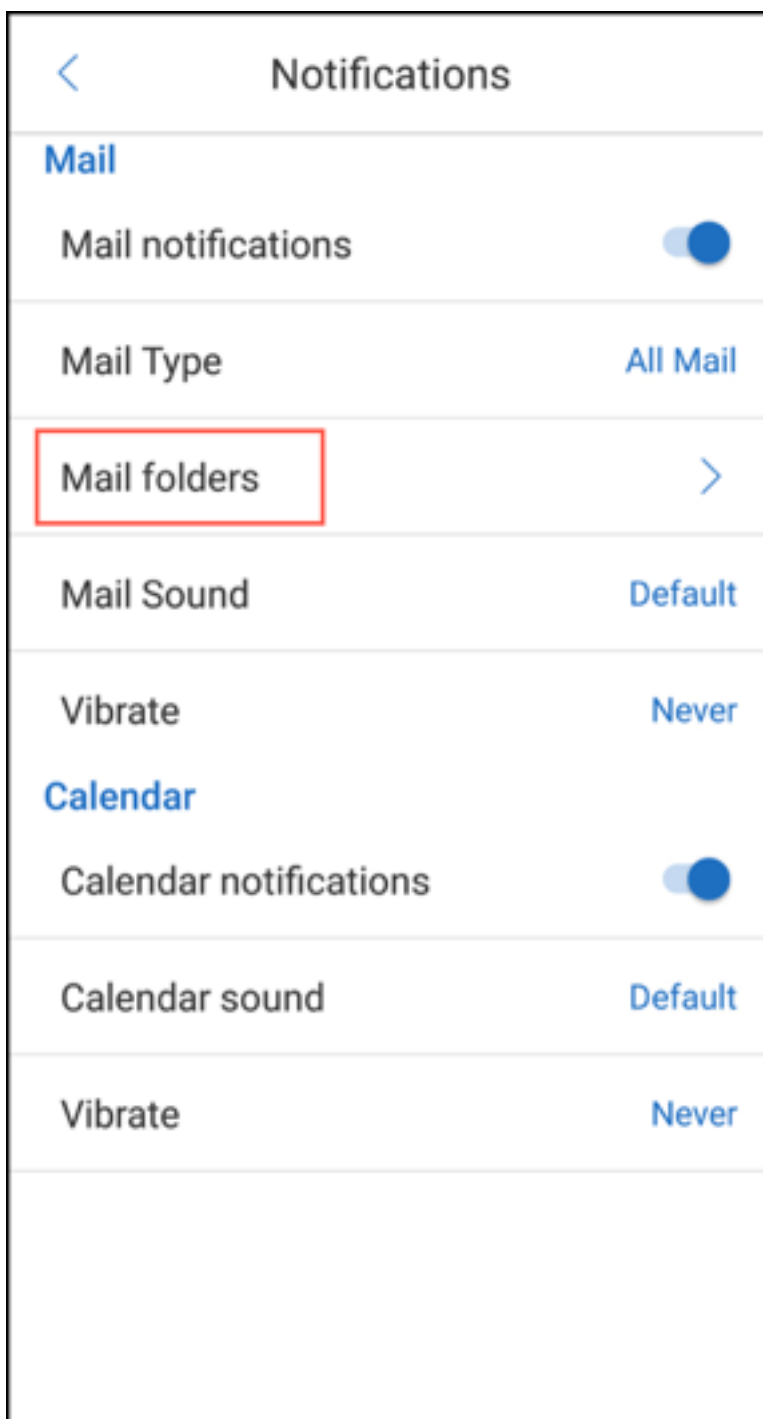 Notifications
Mail
Mail notifications
Mail Type All Mail
Mail folders
Mail Sound Default
Vibrate Never
Calendar
Calendar notifications
Calendar sound Default
Vibrate Never